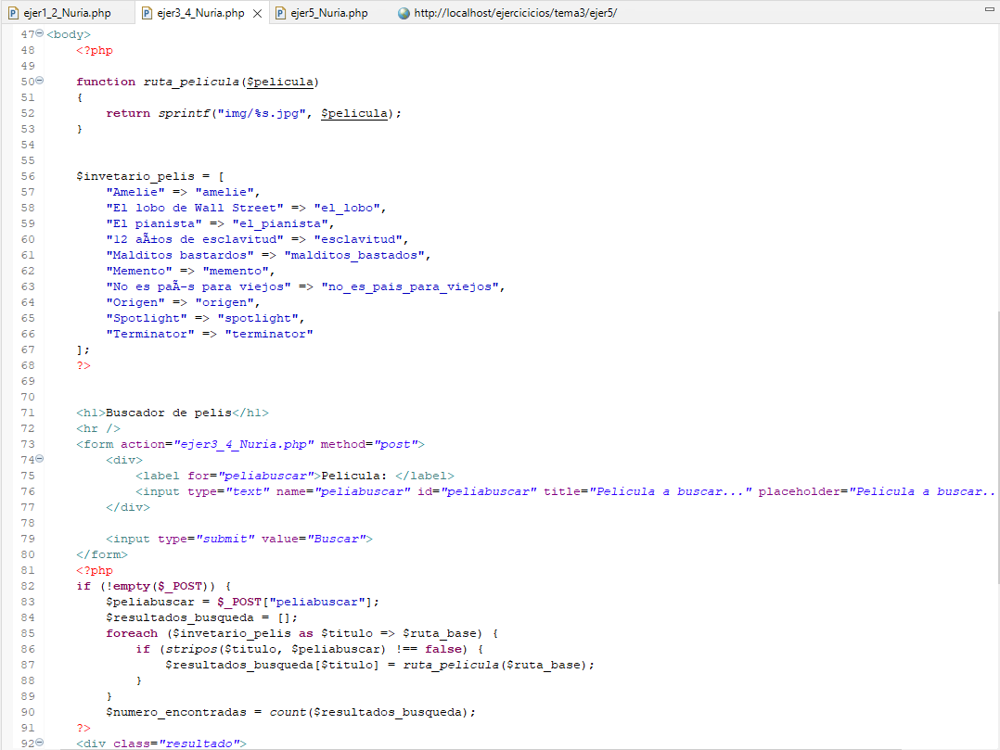 ejer1_2_Nuria.php ejer3_4_Nuria.php ejer5_Nuria.php http://localhost/ejercicicios/tema3/ejer5/
47 <body>
48 <?php
49
50 function ruta_pelicula($pelicula)
51 {
52 return sprintf("img/%s.jpg", $pelicula);
53 }
54
55
56 $invetario_pelis = [
57 "Amelie" => "amelie",
58 "El lobo de Wall Street" => "el_lobo",
59 "El pianista" => "el_pianista",
60 "12 aÃ±os de esclavitud" => "esclavitud",
61 "Malditos bastardos" => "malditos_bastados",
62 "Memento" => "memento",
63 "No es paÃ-s para viejos" => "no_es_pais_para_viejos",
64 "Origen" => "origen",
65 "Spotlight" => "spotlight",
66 "Terminator" => "terminator"
67 ];
68 ?>
69
70
71 <h1>Buscador de pelis</h1>
72 <hr />
73 <form action="ejer3_4_Nuria.php" method="post">
74 <div>
75 <label for="peliabuscar">Pelicula: </label>
76 <input type="text" name="peliabuscar" id="peliabuscar" title="Pelicula a buscar..." placeholder="Pelicula a buscar..
77 </div>
78
79 <input type="submit" value="Buscar">
80 </form>
81 <?php
82 if (!empty($_POST)) {
83 $peliabuscar = $_POST["peliabuscar"];
84 $resultados_busqueda = [];
85 foreach ($invetario_pelis as $titulo => $ruta_base) {
86 if (stripos($titulo, $peliabuscar) !== false) {
87 $resultados_busqueda[$titulo] = ruta_pelicula($ruta_base);
88 }
89 }
90 $numero_encontradas = count($resultados_busqueda);
91 ?>
92 <div class="resultado">